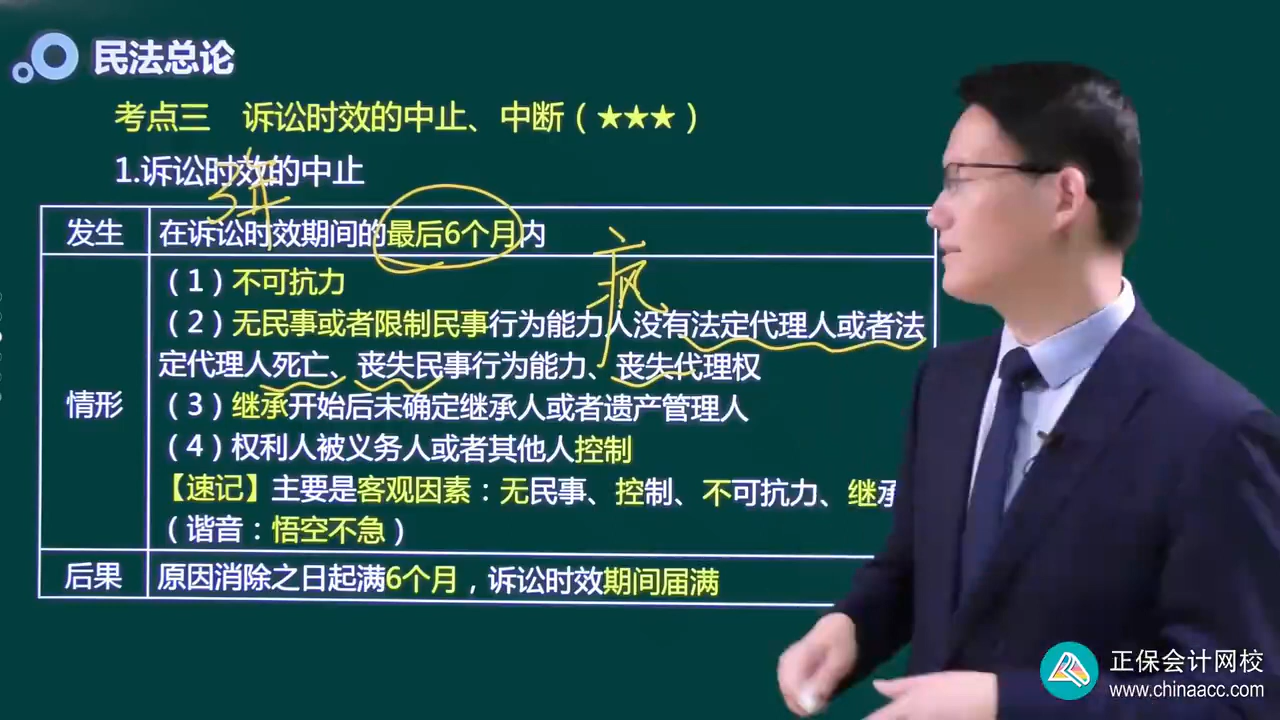 民法总论
考点三 诉讼时效的中止、中断（★★★）
1.诉讼时效的中止
3年
发生
在诉讼时效期间的最后6个月内
疯
情形
（1）不可抗力
（2）无民事或者限制民事行为能力人没有法定代理人或者法
定代理人死亡、丧失民事行为能力、丧失代理权
（3）继承开始后未确定继承人或者遗产管理人
（4）权利人被义务人或者其他人控制
【速记】主要是客观因素：无民事、控制、不可抗力、继承
（谐音：悟空不急）
后果
原因消除之日起满6个月，诉讼时效期间届满
正保会计网校
www.chinaacc.com